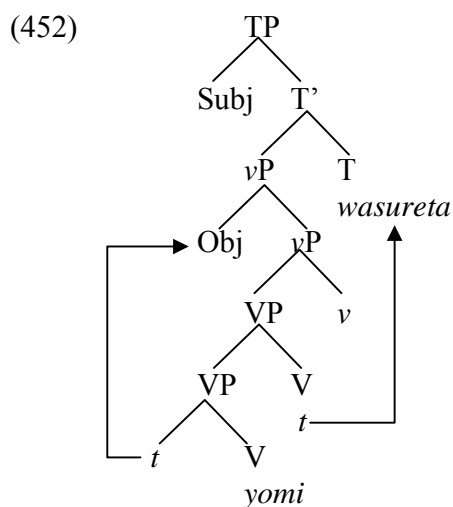 (452) TP
Subj T’
vP T
wasureta
Obj vP
VP v
VP V
t
t V
yomi